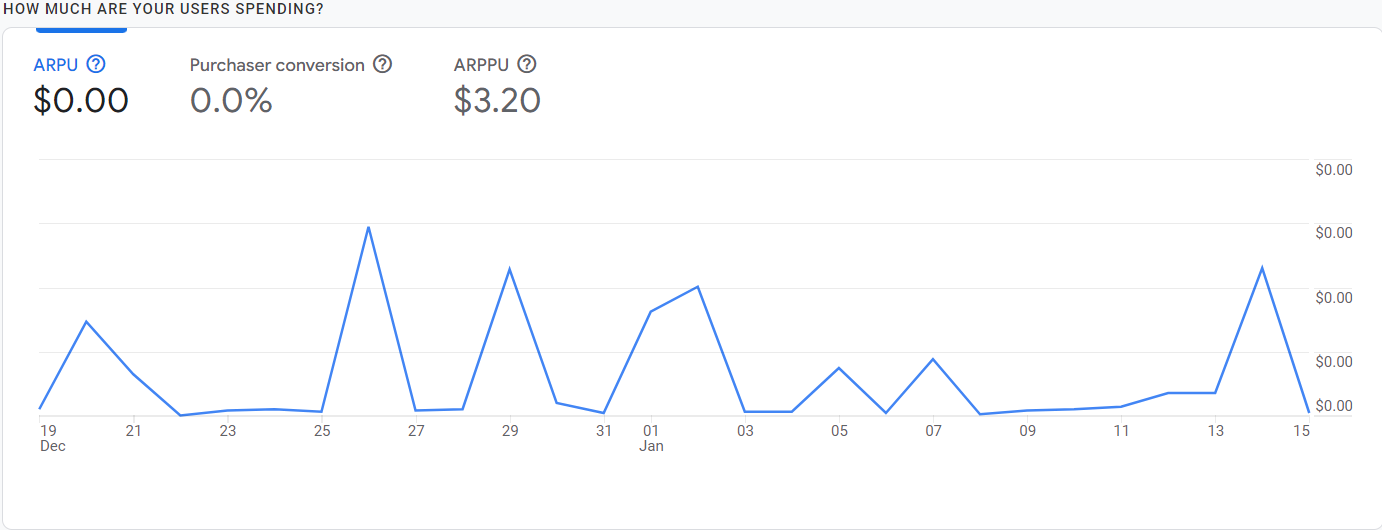 HOW MUCH ARE YOUR USERS SPENDING?
ARPU ? Purchaser conversion ? ARPPU ?
$0.00 0.0% $3.20
$0.00
$0.00
$0.00
$0.00
$0.00
19 21 23 25 27 29 31 01 03 05 07 09 11 13 15
Dec Jan